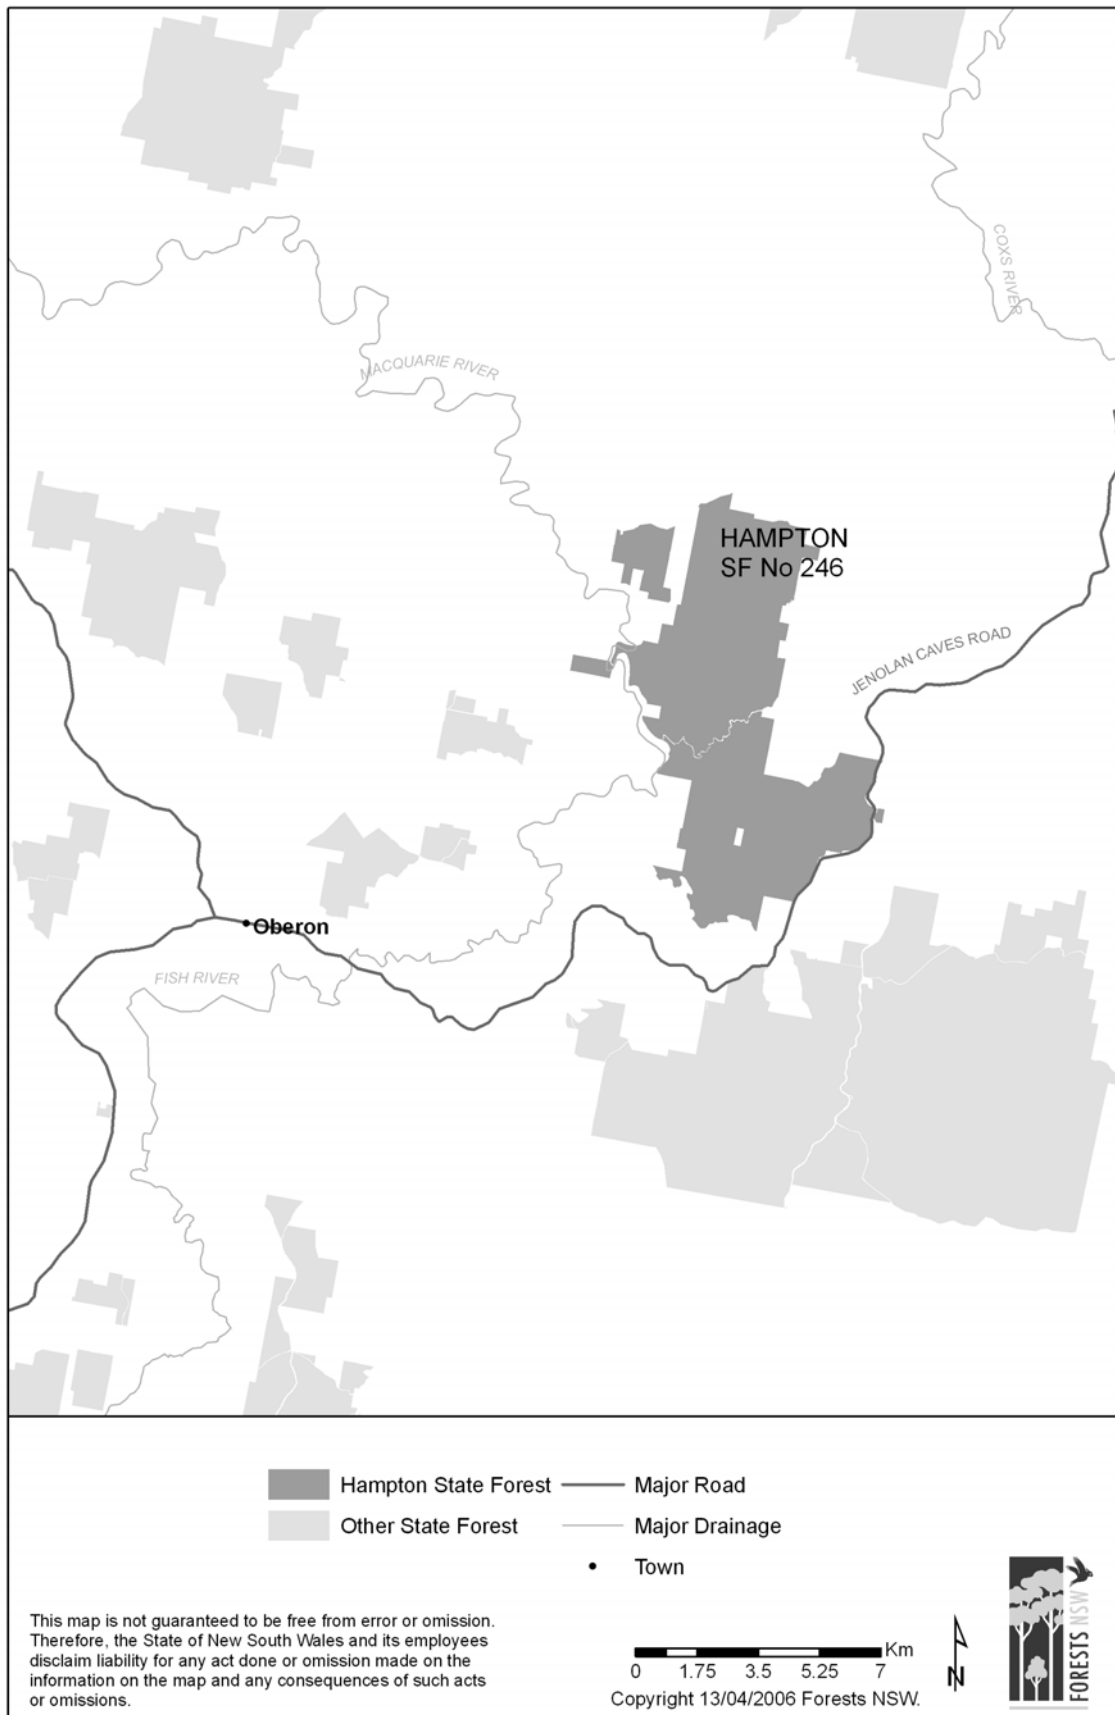 COXS RIVER
MACQUARIE RIVER
HAMPTON
SF No 246
JENOLAN CAVES ROAD
Oberon
FISH RIVER
Hampton State Forest
Major Road
Other State Forest
Major Drainage
Town
This map is not guaranteed to be free from error or omission.
Therefore, the State of New South Wales and its employees
disclaim liability for any act done or omission made on the
information on the map and any consequences of such acts
or omissions.
Km
0 1.75 3.5 5.25 7
Copyright 13/04/2006 Forests NSW.
N
FORESTS NSW